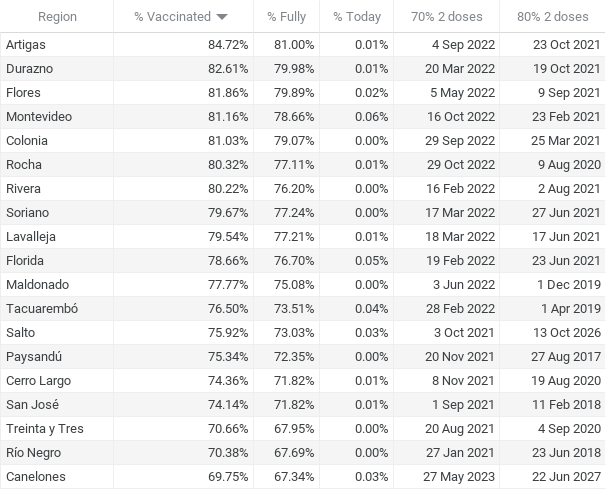 Region % Vaccinated % Fully % Today 70% 2 doses 80% 2 doses
Artigas 84.72% 81.00% 0.01% 4 Sep 2022 23 Oct 2021
Durazno 82.61% 79.98% 0.01% 20 Mar 2022 19 Oct 2021
Flores 81.86% 79.89% 0.02% 5 May 2022 9 Sep 2021
Montevideo 81.16% 78.66% 0.06% 16 Oct 2022 23 Feb 2021
Colonia 81.03% 79.07% 0.00% 29 Sep 2022 25 Mar 2021
Rocha 80.32% 77.11% 0.01% 29 Oct 2022 9 Aug 2020
Rivera 80.22% 76.20% 0.00% 16 Feb 2022 2 Aug 2021
Soriano 79.67% 77.24% 0.00% 17 Mar 2022 27 Jun 2021
Lavalleja 79.54% 77.21% 0.01% 18 Mar 2022 17 Jun 2021
Florida 78.66% 76.70% 0.05% 19 Feb 2022 23 Jun 2021
Maldonado 77.77% 75.08% 0.00% 3 Jun 2022 1 Dec 2019
Tacuarembó 76.50% 73.51% 0.04% 28 Feb 2022 1 Apr 2019
Salto 75.92% 73.03% 0.03% 3 Oct 2021 13 Oct 2026
Paysandú 75.34% 72.35% 0.00% 20 Nov 2021 27 Aug 2017
Cerro Largo 74.36% 71.82% 0.01% 8 Nov 2021 19 Aug 2020
San José 74.14% 71.82% 0.01% 1 Sep 2021 11 Feb 2018
Treinta y Tres 70.66% 67.95% 0.00% 20 Aug 2021 4 Sep 2020
Río Negro 70.38% 67.69% 0.00% 27 Jan 2021 23 Jun 2018
Canelones 69.75% 67.34% 0.03% 27 May 2023 22 Jun 2027